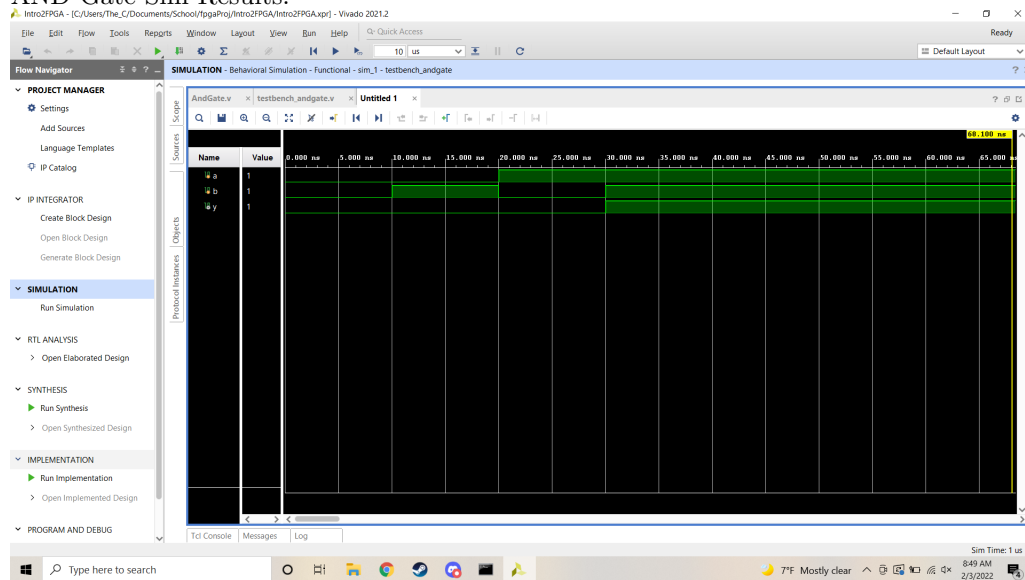 AND Gate Sim Results:
Intro2FPGA - [C:/Users/The_C/Documents/School/fpgaProj/Intro2FPGA/Intro2FPGA.xpr] - Vivado 2021.2
File Edit Flow Tools Reports Window Layout View Run Help Q- Quick Access Ready
10 us Default Layout
Flow Navigator SIMULATION - Behavioral Simulation - Functional - sim_1 - testbench_andgate
PROJECT MANAGER
Settings
Add Sources
Language Templates
IP Catalog
IP INTEGRATOR
Create Block Design
Open Block Design
Generate Block Design
SIMULATION
Run Simulation
RTL ANALYSIS
Open Elaborated Design
SYNTHESIS
Run Synthesis
Open Synthesized Design
IMPLEMENTATION
Run Implementation
Open Implemented Design
PROGRAM AND DEBUG
Scope
Sources
Objects
Protocol Instances
AndGate.v testbench_andgate.v Untitled 1
68.100 ns
Name Value 0.000 ns 5.000 ns 10.000 ns 15.000 ns 20.000 ns 25.000 ns 30.000 ns 35.000 ns 40.000 ns 45.000 ns 50.000 ns 55.000 ns 60.000 ns 65.000
a 1
b 1
y 1
Tcl Console Messages Log
Sim Time: 1 us
Type here to search 7°F Mostly clear 8:49 AM
2/3/2022